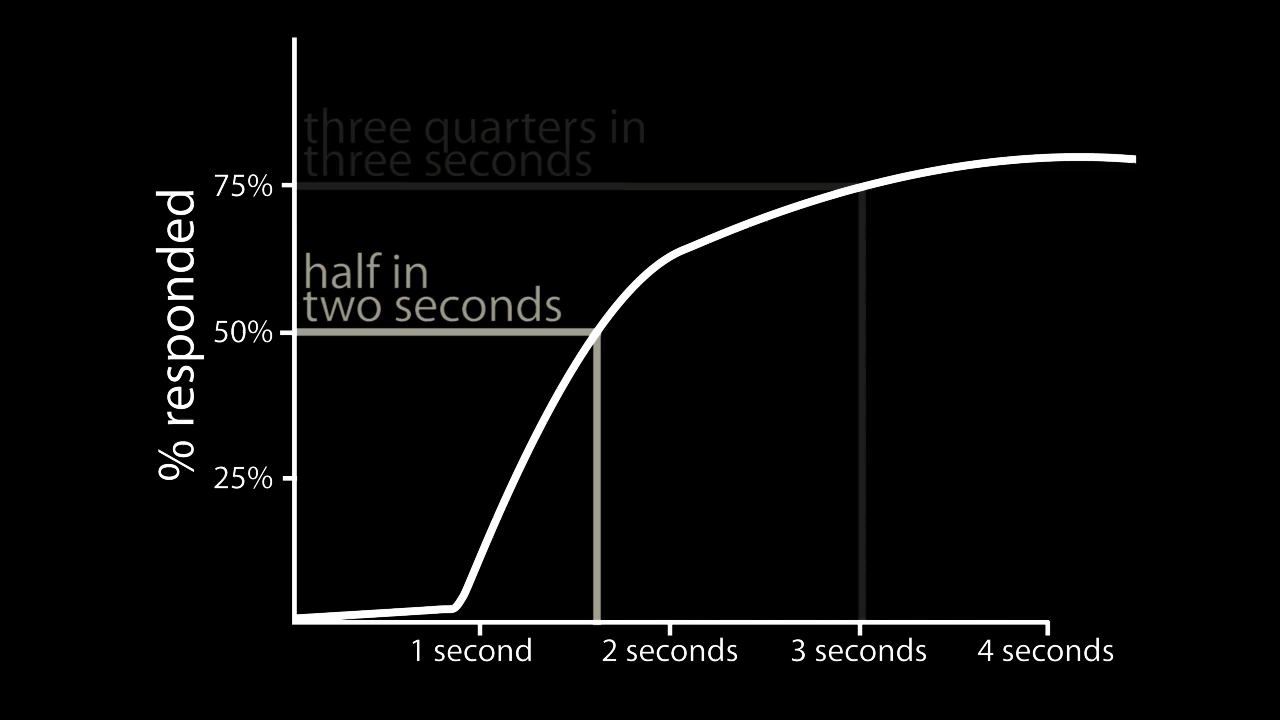 three quarters in
three seconds
75%
half in
two seconds
50%
% responded
25%
1 second
2 seconds
3 seconds
4 seconds